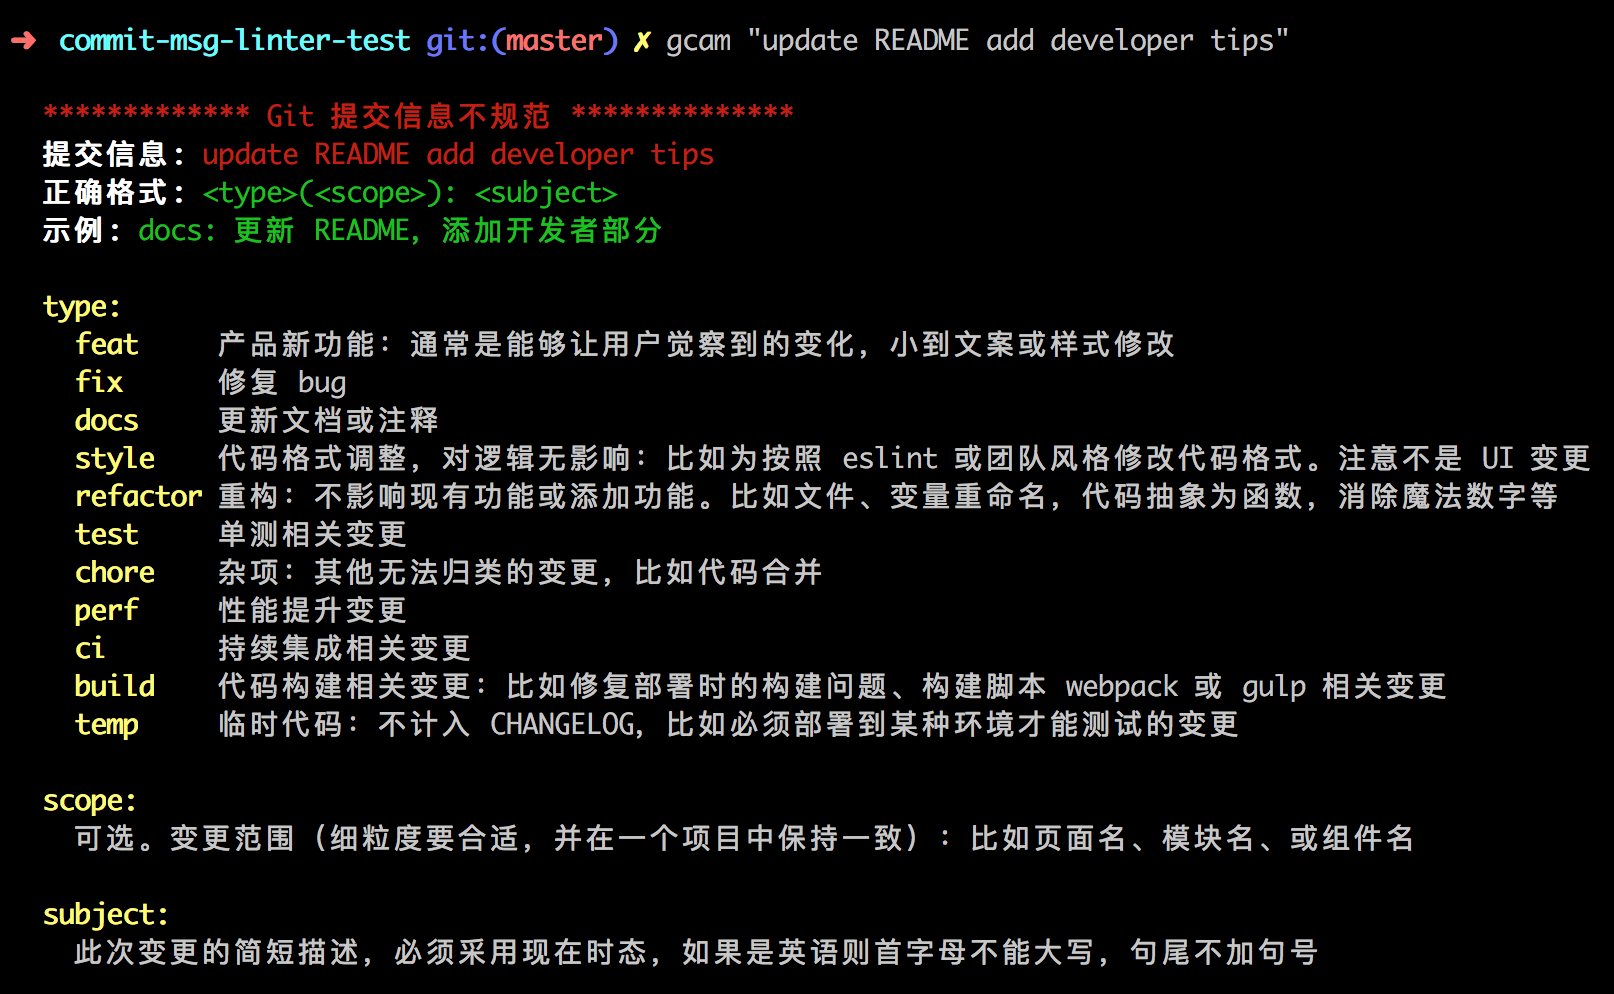 ➜ commit-msg-linter-test git:(master) ✗ gcam "update README add developer tips"
************* Git 提交信息不规范 **************
提交信息：update README add developer tips
正确格式：<type>(<scope>): <subject>
示例：docs: 更新 README，添加开发者部分
type:
feat 产品新功能：通常是能够让用户觉察到的变化，小到文案或样式修改
fix 修复 bug
docs 更新文档或注释
style 代码格式调整，对逻辑无影响：比如为按照 eslint 或团队风格修改代码格式。注意不是 UI 变更
refactor 重构：不影响现有功能或添加功能。比如文件、变量重命名，代码抽象为函数，消除魔法数字等
test 单测相关变更
chore 杂项：其他无法归类的变更，比如代码合并
perf 性能提升变更
ci 持续集成相关变更
build 代码构建相关变更：比如修复部署时的构建问题、构建脚本 webpack 或 gulp 相关变更
temp 临时代码：不计入 CHANGELOG，比如必须部署到某种环境才能测试的变更
scope:
可选。变更范围（细粒度要合适，并在一个项目中保持一致）：比如页面名、模块名、或组件名
subject:
此次变更的简短描述，必须采用现在时态，如果是英语则首字母不能大写，句尾不加句号